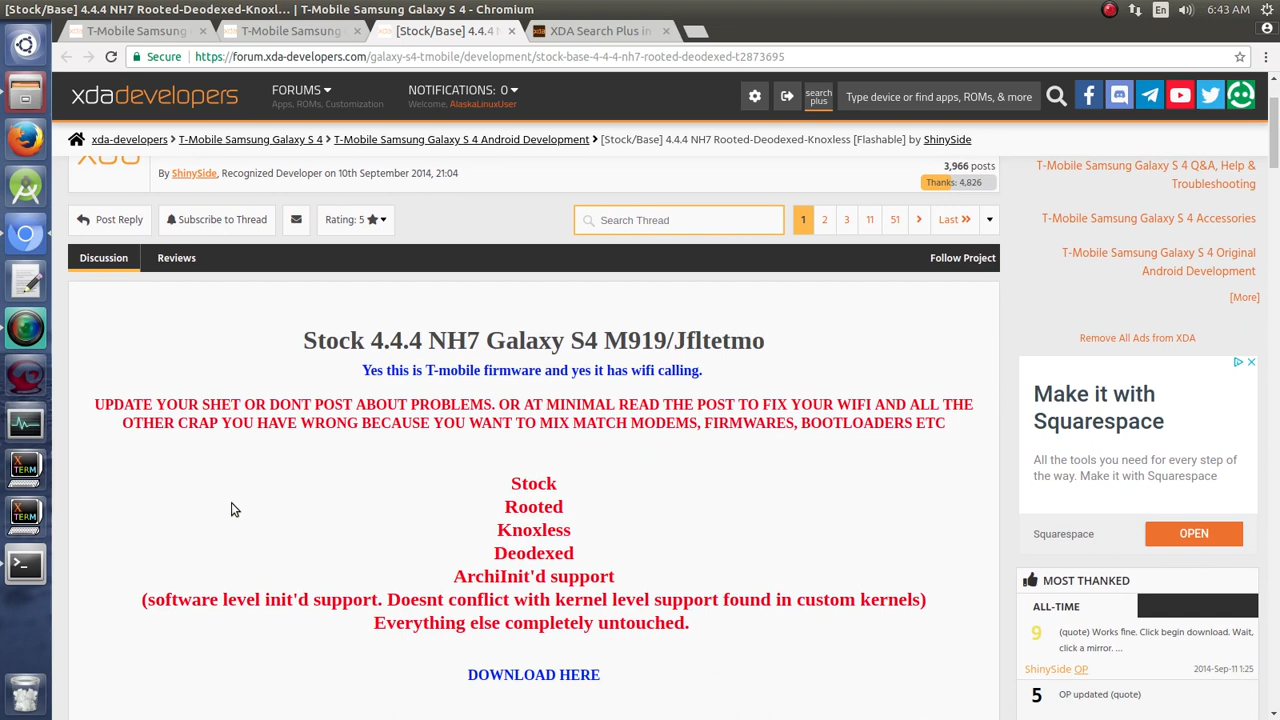 [Stock/Base] 4.4.4 NH7 Rooted-Deodexed-Knoxl... | T-Mobile Samsung Galaxy S 4 - Chromium
En
6:43 AM
T-Mobile Samsung
T-Mobile Samsung
[Stock/Base] 4.4.4
XDA Search Plus in
Secure
https://forum.xda-developers.com/galaxy-s4-tmobile/development/stock-base-4-4-4-nh7-rooted-deodexed-t2873695
xdadevelopers
FORUMS
Apps, ROMs, Customization
NOTIFICATIONS: 0
Welcome, AlaskaLinuxUser
search
plus
Type device or find apps, ROMs, & more
xda-developers > T-Mobile Samsung Galaxy S 4 > T-Mobile Samsung Galaxy S 4 Android Development > [Stock/Base] 4.4.4 NH7 Rooted-Deodexed-Knoxless [Flashable] by ShinySide
By ShinySide, Recognized Developer on 10th September 2014, 21:04
3,966 posts
Thanks: 4,826
Post Reply
Subscribe to Thread
Rating: 5
Search Thread
1
2
3
11
51
Last
Discussion
Reviews
Follow Project
Stock 4.4.4 NH7 Galaxy S4 M919/Jfltetmo
Yes this is T-mobile firmware and yes it has wifi calling.
UPDATE YOUR SHET OR DONT POST ABOUT PROBLEMS. OR AT MINIMAL READ THE POST TO FIX YOUR WIFI AND ALL THE
OTHER CRAP YOU HAVE WRONG BECAUSE YOU WANT TO MIX MATCH MODEMS, FIRMWARES, BOOTLOADERS ETC
Stock
Rooted
Knoxless
Deodexed
ArchiInit'd support
(software level init'd support. Doesnt conflict with kernel level support found in custom kernels)
Everything else completely untouched.
DOWNLOAD HERE
T-Mobile Samsung Galaxy S 4 Q&A, Help &
Troubleshooting
T-Mobile Samsung Galaxy S 4 Accessories
T-Mobile Samsung Galaxy S 4 Original
Android Development
[More]
Remove All Ads from XDA
Make it with
Squarespace
All the tools you need for every step of
the way. Make it with Squarespace
Squarespace
OPEN
MOST THANKED
ALL-TIME
9
(quote) Works fine. Click begin download. Wait,
click a mirror. ...
ShinySide OP
2014-Sep-11 1:25
5
OP updated (quote)
X
TERM
X
TERM